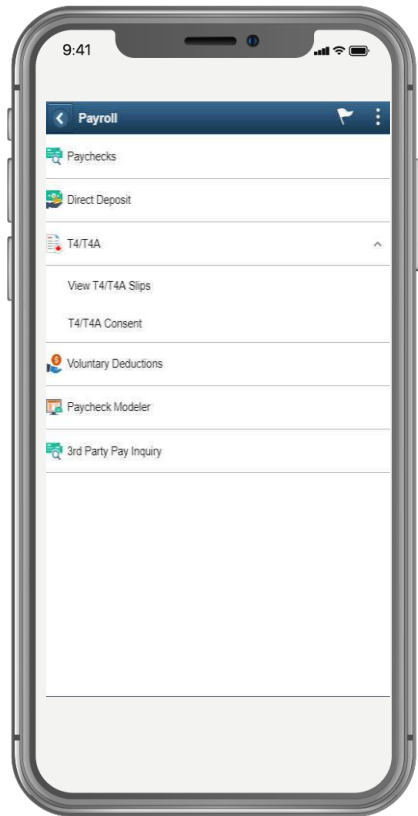 9:41
Payroll
Paychecks
Direct Deposit
T4/T4A
View T4/T4A Slips
T4/T4A Consent
Voluntary Deductions
Paycheck Modeler
3rd Party Pay Inquiry